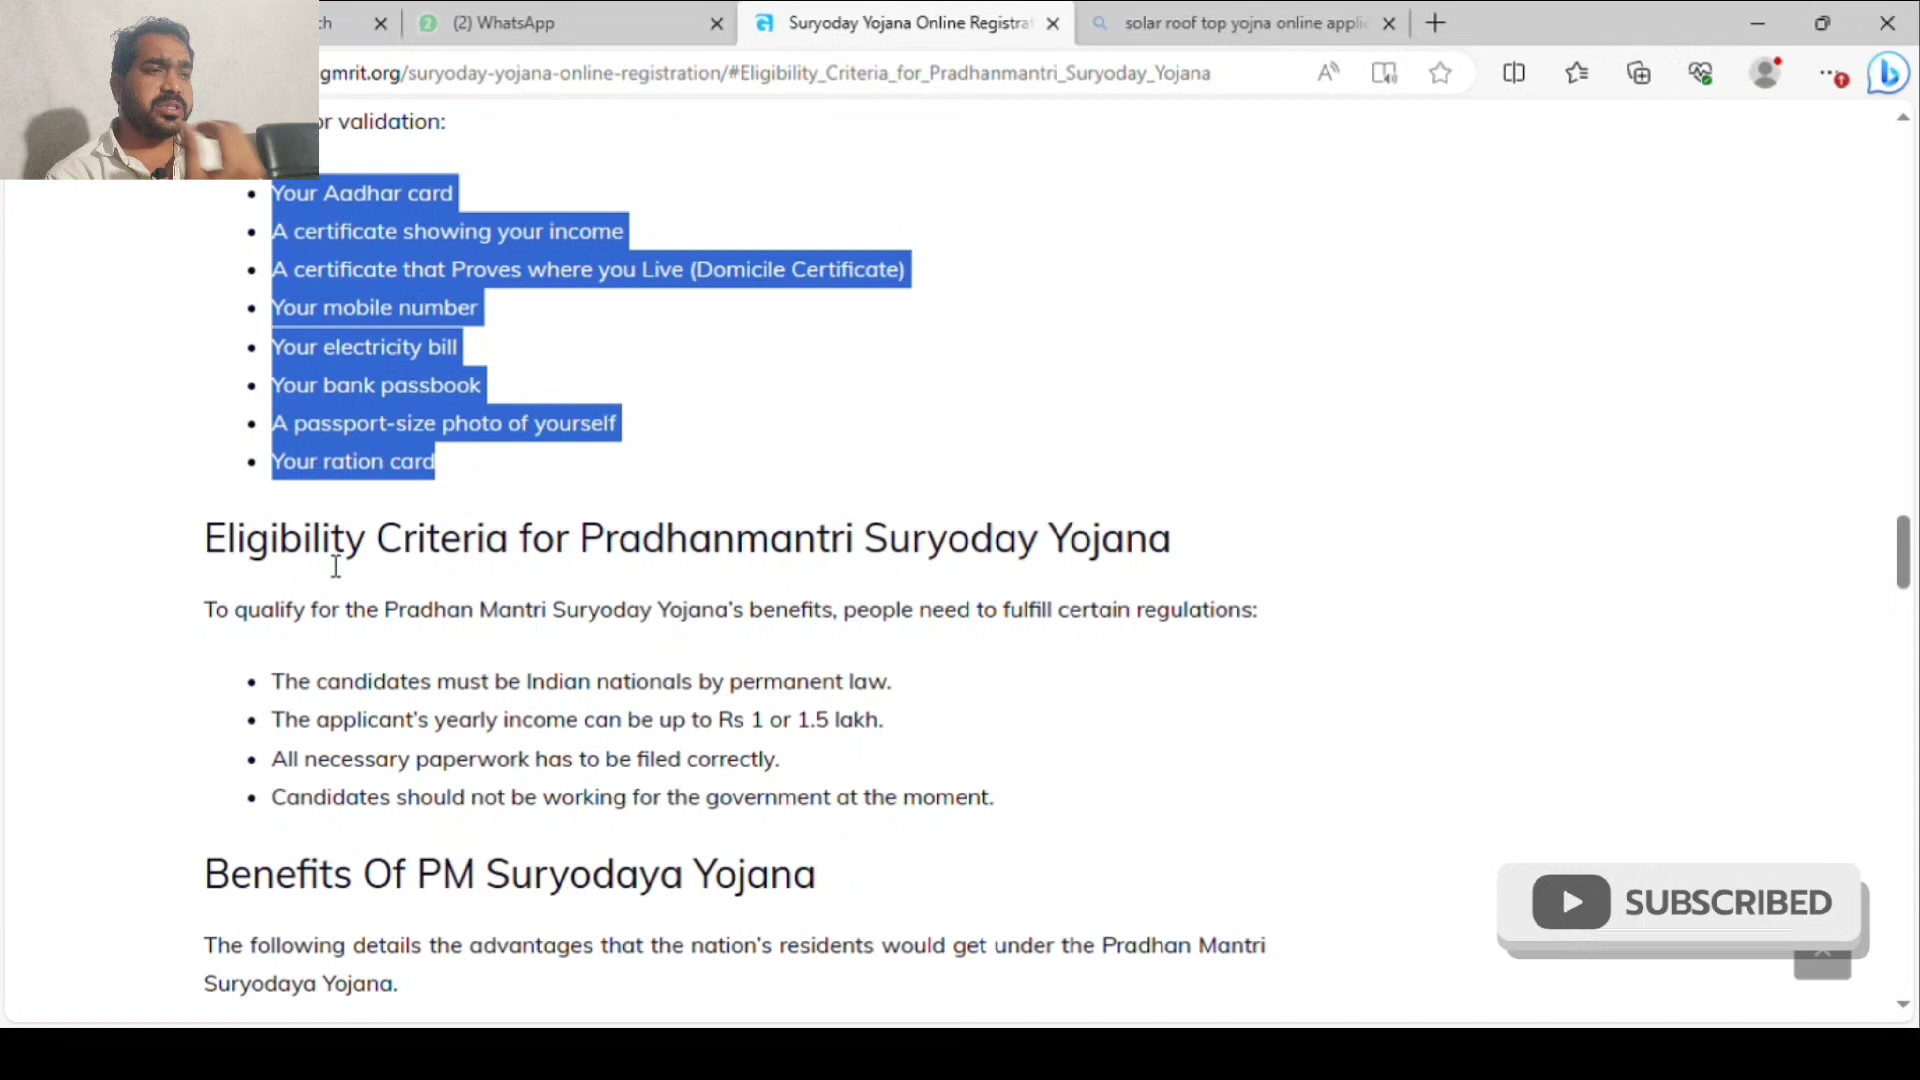 ch
2
(2) WhatsApp
Suryoday Yojana Online Registra
solar roof top yojna online appli
gmrit.org/suryoday-yojana-online-registration/#Eligibility_Criteria_for_Pradhanmantri_Suryoday_Yojana
or validation:
Your Aadhar card
A certificate showing your income
A certificate that Proves where you Live (Domicile Certificate)
Your mobile number
Your electricity bill
Your bank passbook
A passport-size photo of yourself
Your ration card
Eligibility Criteria for Pradhanmantri Suryoday Yojana
To qualify for the Pradhan Mantri Suryoday Yojana’s benefits, people need to fulfill certain regulations:
The candidates must be Indian nationals by permanent law.
The applicant’s yearly income can be up to Rs 1 or 1.5 lakh.
All necessary paperwork has to be filed correctly.
Candidates should not be working for the government at the moment.
Benefits Of PM Suryodaya Yojana
The following details the advantages that the nation’s residents would get under the Pradhan Mantri
Suryodaya Yojana.
SUBSCRIBED